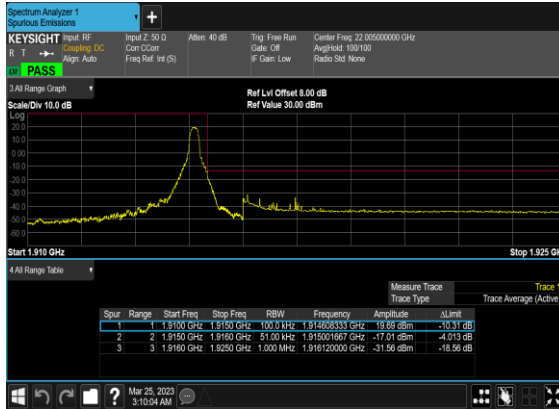 Spectrum Analyzer 1
Spurious Emissions
+
KEYSIGHT Input: RF Input Z: 50 Ω Atten: 40 dB Trig: Free Run Center Freq: 22.005000000 GHz
R T Coupling: DC Corr CCorr Gate: Off Avg|Hold: 100/100
Align: Auto Freq Ref: Int (S) IF Gain: Low Radio Std: None
PASS
3 All Range Graph
Ref Lvl Offset 8.00 dB
Scale/Div 10.0 dB Ref Value 30.00 dBm
Log
20.0
10.0
0.00
-10.0
-20.0
-30.0
-40.0
-50.0
-60.0
Start 1.910 GHz Stop 1.925 GH
4 All Range Table
Measure Trace Trace 1
Trace Type Trace Average (Active
Spur Range Start Freq Stop Freq RBW Frequency Amplitude ΔLimit
1 1 1.9100 GHz 1.9150 GHz 100.0 kHz 1.914608333 GHz 19.69 dBm -10.31 dB
2 2 1.9150 GHz 1.9160 GHz 51.00 kHz 1.915001667 GHz -17.01 dBm -4.013 dB
3 3 1.9160 GHz 1.9250 GHz 1.000 MHz 1.916120000 GHz -31.56 dBm -18.56 dB
?
Mar 25, 2023
3:10:04 AM